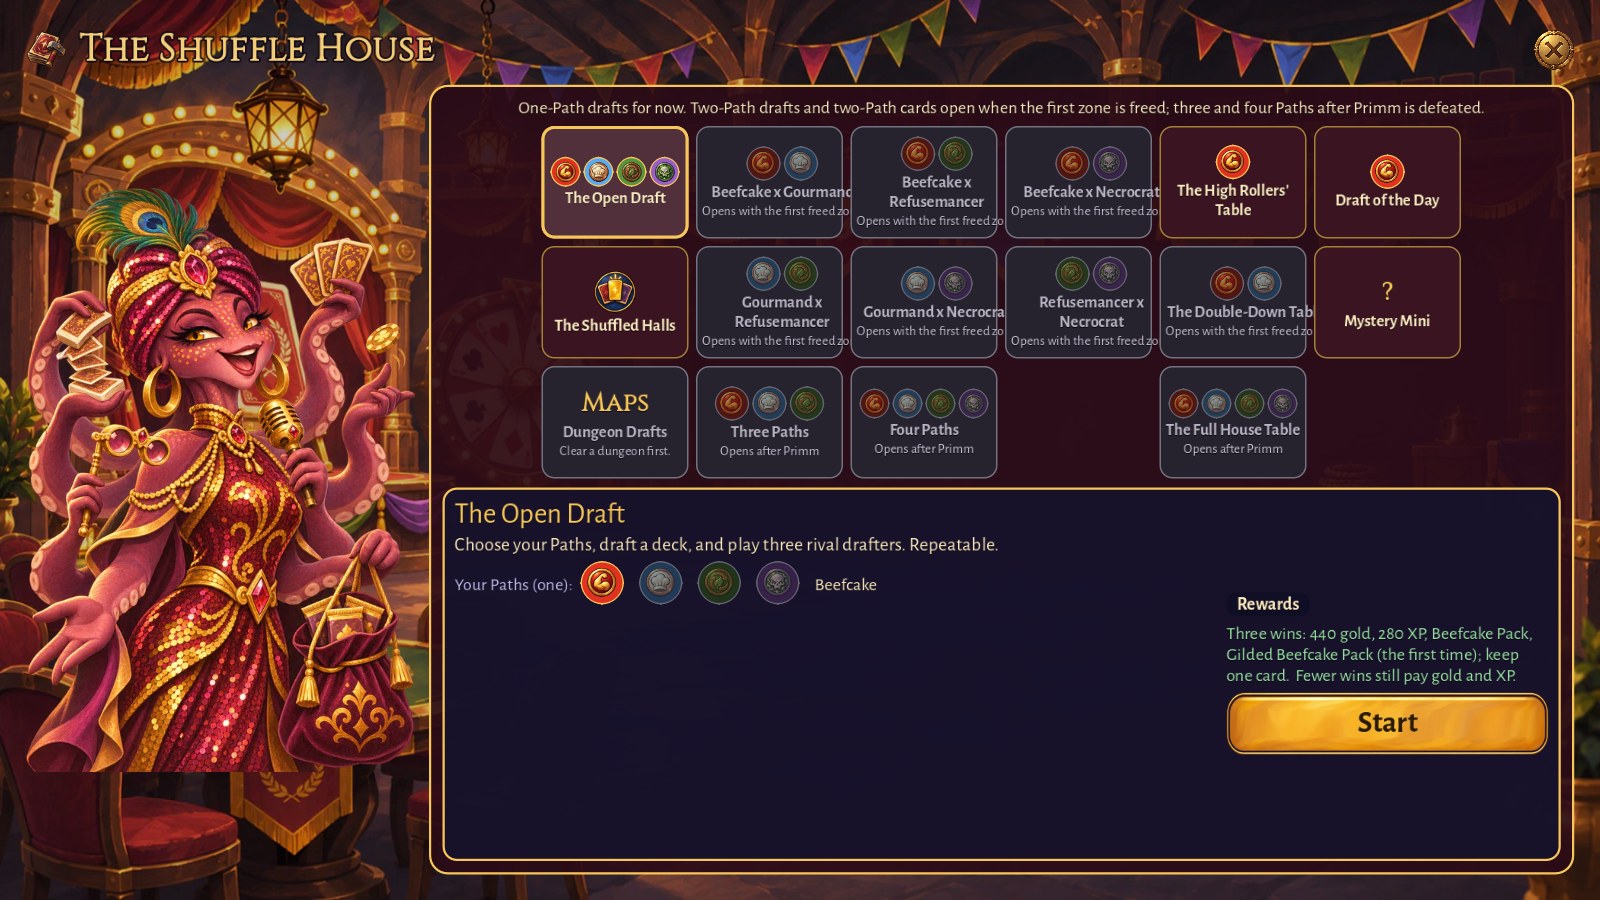 The Shuffle House
One-Path drafts for now. Two-Path drafts and two-Path cards open when the first zone is freed; three and four Paths after Primm is defeated.
The Open Draft
Beefcake x Gourmand
Opens with the first freed zo
Beefcake x
Refusemancer
Opens with the first freed zo
Beefcake x Necrocrat
Opens with the first freed zo
The High Rollers'
Table
Draft of the Day
The Shuffled Halls
Gourmand x
Refusemancer
Opens with the first freed zo
Gourmand x Necrocra
Opens with the first freed zo
Refusemancer x
Necrocrat
Opens with the first freed zo
The Double-Down Tab
Opens with the first freed zo
?
Mystery Mini
Maps
Dungeon Drafts
Clear a dungeon first.
Three Paths
Opens after Primm
Four Paths
Opens after Primm
The Full House Table
Opens after Primm
The Open Draft
Choose your Paths, draft a deck, and play three rival drafters. Repeatable.
Your Paths (one):
Beefcake
Rewards
Three wins: 440 gold, 280 XP, Beefcake Pack,
Gilded Beefcake Pack (the first time); keep
one card. Fewer wins still pay gold and XP.
Start